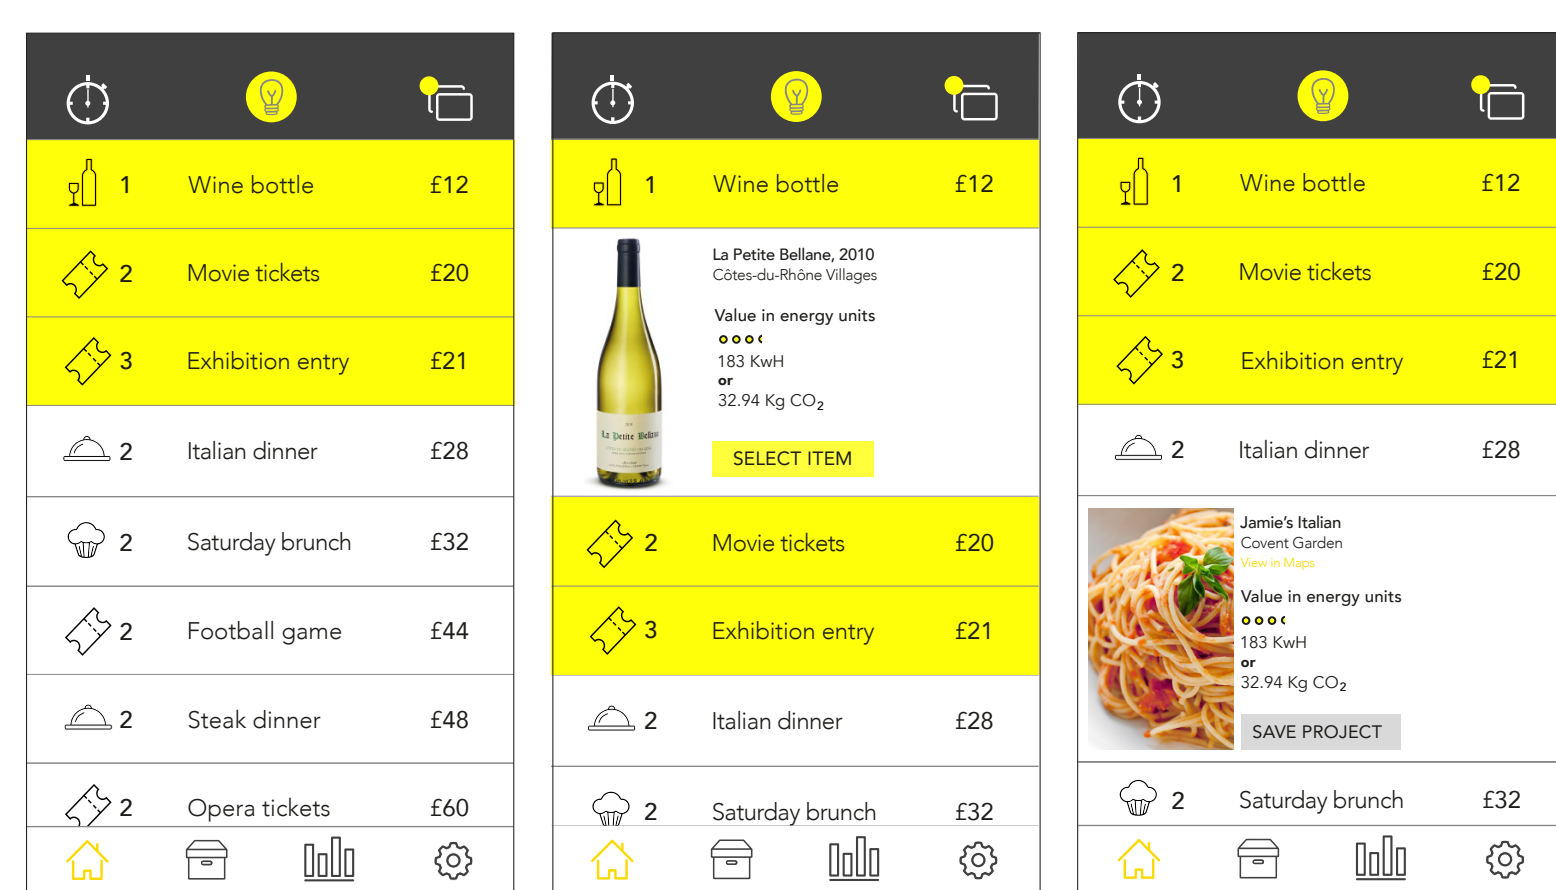 1 Wine bottle £12
2 Movie tickets £20
3 Exhibition entry £21
2 Italian dinner £28
2 Saturday brunch £32
2 Football game £44
2 Steak dinner £48
2 Opera tickets £60
1 Wine bottle £12
La Petite Bellane, 2010
Côtes-du-Rhône Villages
Value in energy units
183 KwH
or
32.94 Kg CO₂
La Petite Bellane
SELECT ITEM
2 Movie tickets £20
3 Exhibition entry £21
2 Italian dinner £28
2 Saturday brunch £32
1 Wine bottle £12
2 Movie tickets £20
3 Exhibition entry £21
2 Italian dinner £28
Jamie’s Italian
Covent Garden
View in Maps
Value in energy units
183 KwH
or
32.94 Kg CO₂
SAVE PROJECT
2 Saturday brunch £32